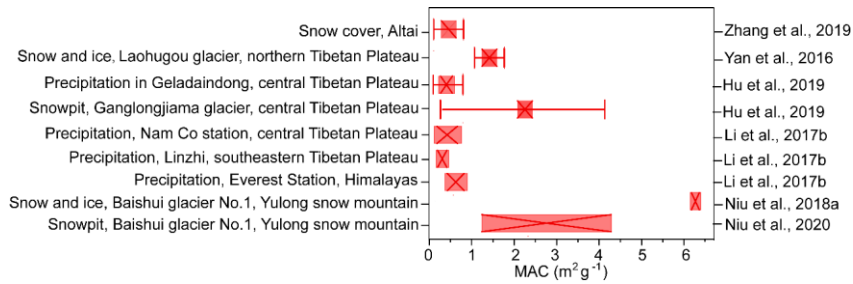 Snow cover, Altai Zhang et al., 2019
Snow and ice, Laohugou glacier, northern Tibetan Plateau Yan et al., 2016
Precipitation in Geladaindong, central Tibetan Plateau Hu et al., 2019
Snowpit, Ganglongjiama glacier, central Tibetan Plateau Hu et al., 2019
Precipitation, Nam Co station, central Tibetan Plateau Li et al., 2017b
Precipitation, Linzhi, southeastern Tibetan Plateau Li et al., 2017b
Precipitation, Everest Station, Himalayas Li et al., 2017b
Snow and ice, Baishui glacier No.1, Yulong snow mountain Niu et al., 2018a
Snowpit, Baishui glacier No.1, Yulong snow mountain Niu et al., 2020
0 1 2 3 4 5 6
MAC (m²g⁻¹)